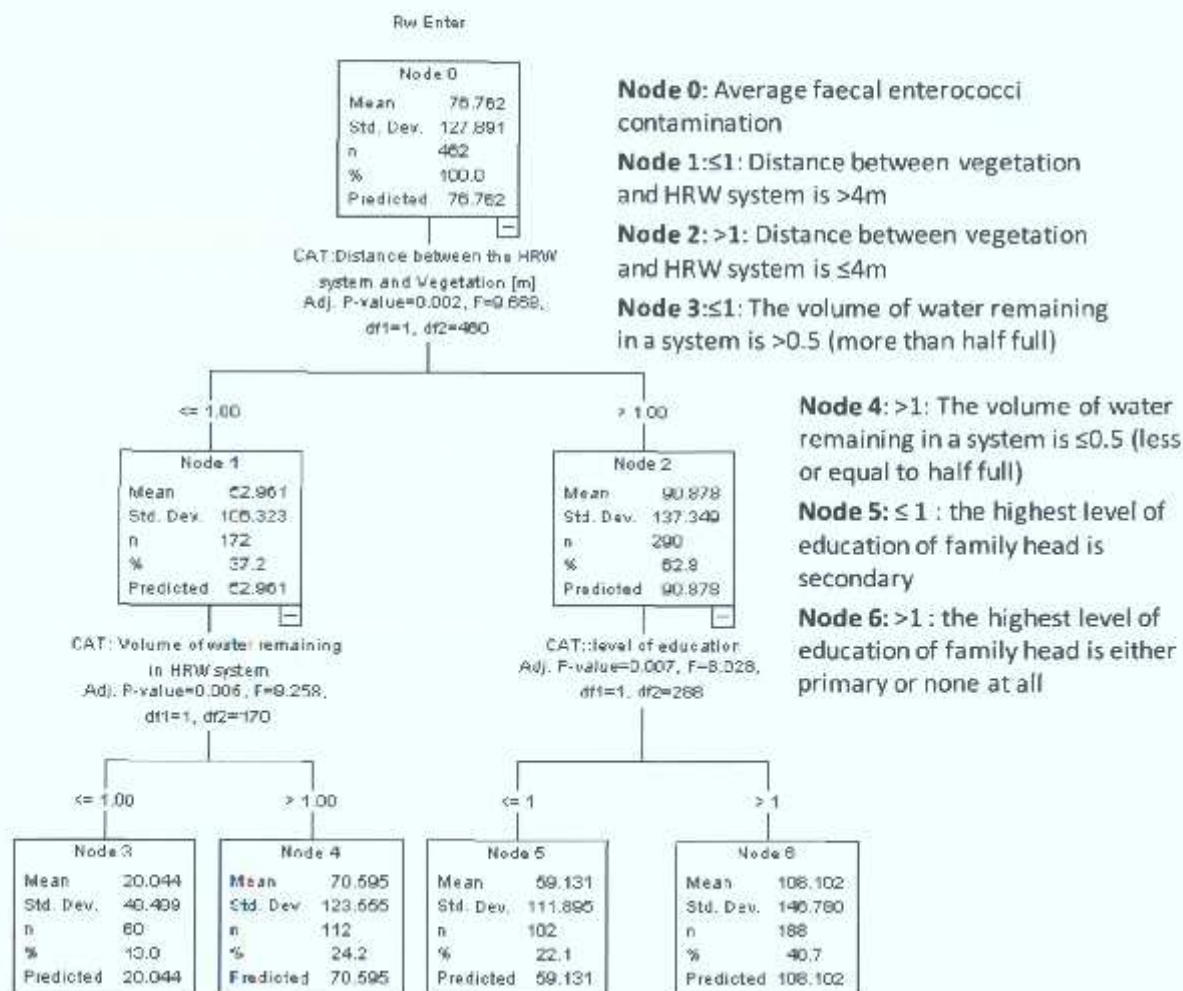 Rw Enter
Node 0
Mean 76.762
Std. Dev. 127.891
n 462
% 100.0
Predicted 76.762
CAT:Distance between the HRW
system and Vegetation [m]
Adj. P-value=0.002, F=9.669,
df1=1, df2=460
<= 1.00
> 1.00
Node 1
Mean 52.961
Std. Dev. 106.323
n 172
% 37.2
Predicted 52.961
Node 2
Mean 90.878
Std. Dev. 137.349
n 290
% 62.8
Predicted 90.878
CAT: Volume of water remaining
in HRW system
Adj. P-value=0.006, F=9.258,
df1=1, df2=170
CAT::level of education
Adj. P-value=0.007, F=8.028,
df1=1, df2=288
<= 1.00
> 1.00
<= 1
> 1
Node 3
Mean 20.044
Std. Dev. 48.409
n 60
% 13.0
Predicted 20.044
Node 4
Mean 70.595
Std. Dev 123.555
n 112
% 24.2
Predicted 70.595
Node 5
Mean 59.131
Std. Dev. 111.895
n 102
% 22.1
Predicted 59.131
Node 6
Mean 108.102
Std. Dev. 146.780
n 188
% 40.7
Predicted 108.102
Node 0: Average faecal enterococci
contamination
Node 1:≤1: Distance between vegetation
and HRW system is >4m
Node 2: >1: Distance between vegetation
and HRW system is ≤4m
Node 3:≤1: The volume of water remaining
in a system is >0.5 (more than half full)
Node 4: >1: The volume of water
remaining in a system is ≤0.5 (less
or equal to half full)
Node 5: ≤ 1 : the highest level of
education of family head is
secondary
Node 6: >1 : the highest level of
education of family head is either
primary or none at all